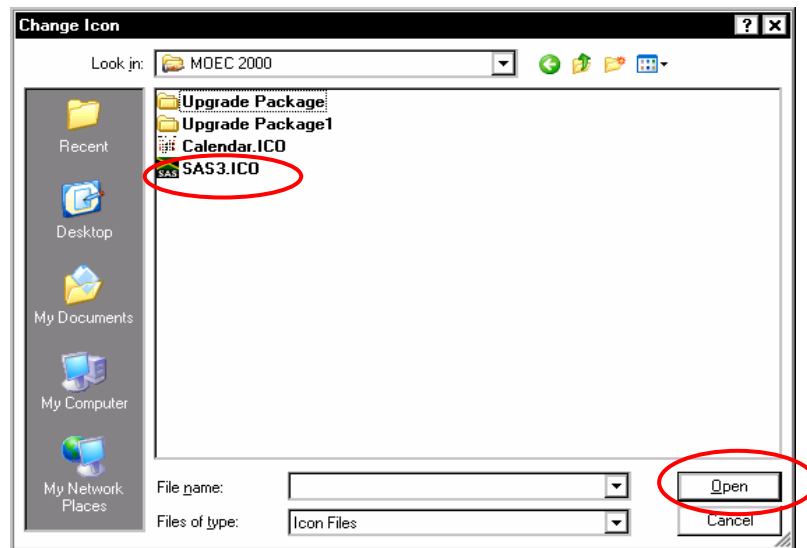 Change Icon
Look in:
MOEC 2000
Upgrade Package
Upgrade Package1
Calendar.ICO
SAS
SAS3.ICO
Recent
Desktop
My Documents
My Computer
My Network
Places
File name:
Open
Files of type:
Icon Files
Cancel